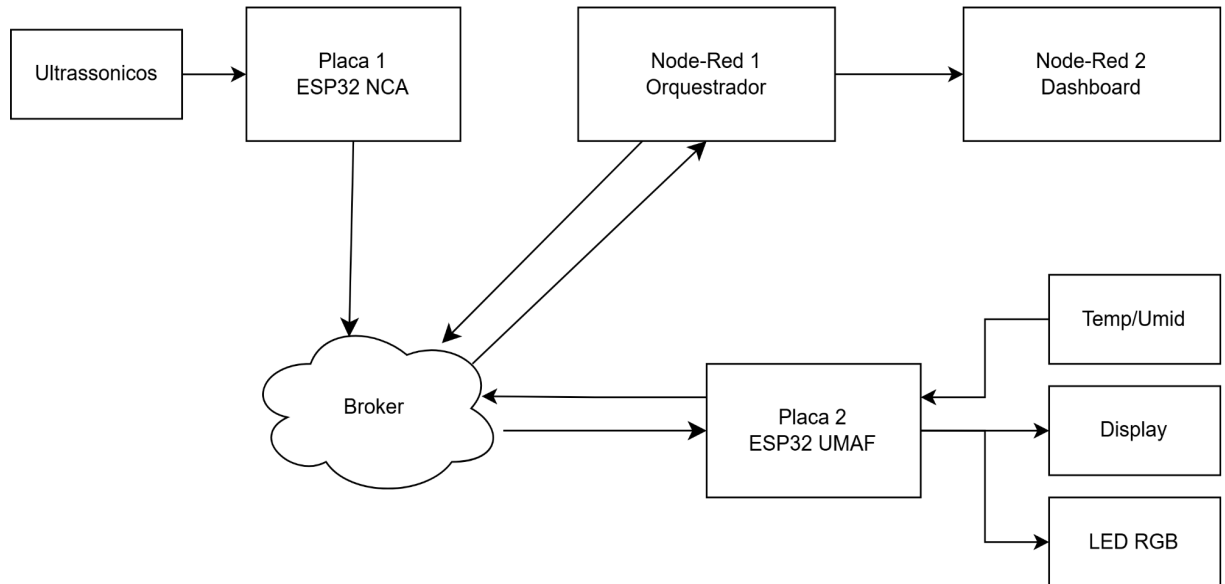 Ultrassonicos
Placa 1
ESP32 NCA
Node-Red 1
Orquestrador
Node-Red 2
Dashboard
Broker
Placa 2
ESP32 UMAF
Temp/Umid
Display
LED RGB